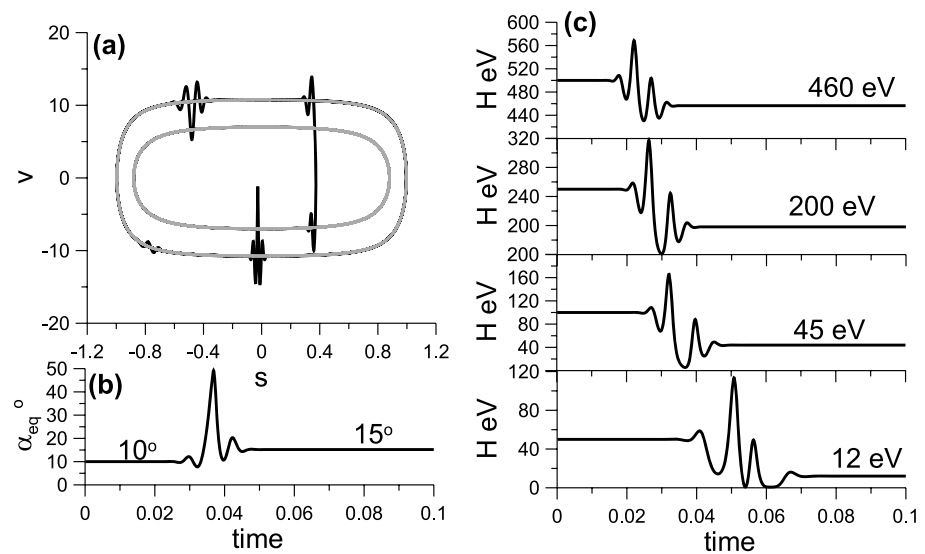 (a)
20
10
0
-10
-20
v
-1.2 -0.8 -0.4 0 0.4 0.8 1.2
s
(b)
50
40
30
20
10
0
αeq o
10o
15o
0 0.02 0.04 0.06 0.08 0.1
time
(c)
600
560
520
480
440
H eV
460 eV
320
280
240
200
200
H eV
200 eV
160
120
80
40
H eV
45 eV
120
80
40
0
H eV
12 eV
0 0.02 0.04 0.06 0.08 0.1
time